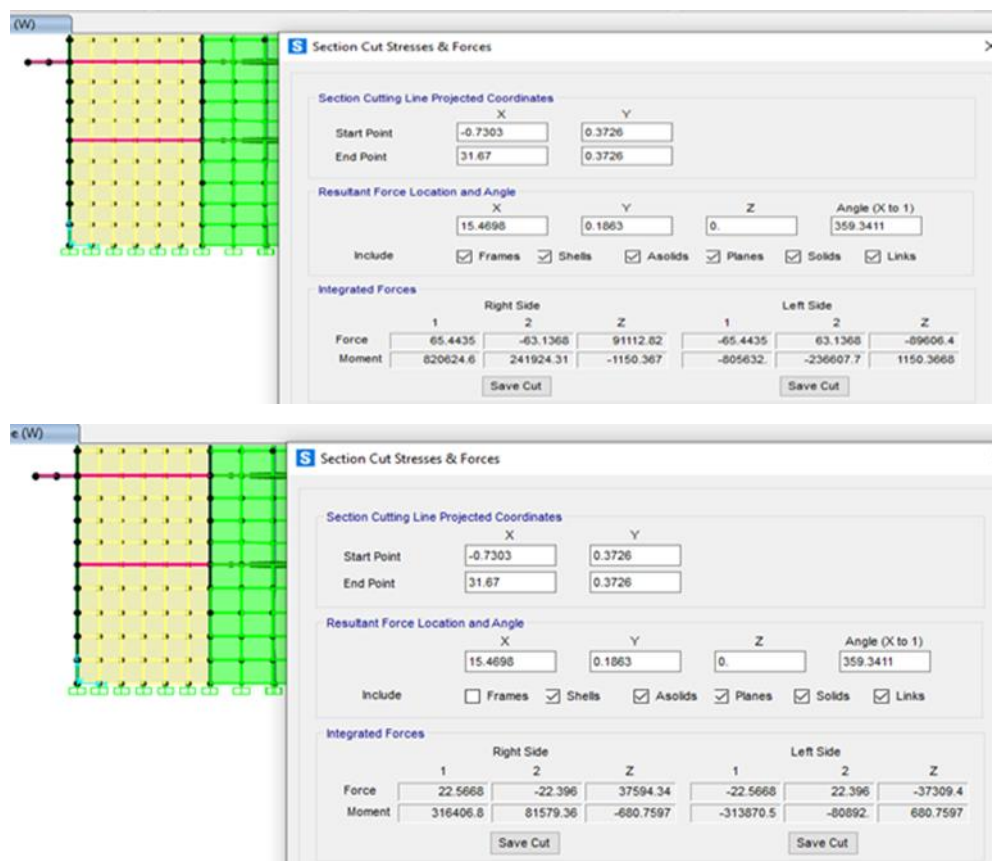 (W)
S Section Cut Stresses & Forces
Section Cutting Line Projected Coordinates
X Y
Start Point -0.7303 0.3726
End Point 31.67 0.3726
Resultant Force Location and Angle
X Y Z Angle (X to 1)
15.4698 0.1863 0. 359.3411
Include Frames Shells Asolids Planes Solids Links
Integrated Forces
Right Side Left Side
1 2 Z 1 2 Z
Force 65.4435 -63.1368 91112.82 -65.4435 63.1368 -89606.4
Moment 820624.6 241924.31 -1150.367 -805632. -236607.7 1150.3668
Save Cut Save Cut
e (W)
S Section Cut Stresses & Forces
Section Cutting Line Projected Coordinates
X Y
Start Point -0.7303 0.3726
End Point 31.67 0.3726
Resultant Force Location and Angle
X Y Z Angle (X to 1)
15.4698 0.1863 0. 359.3411
Include Frames Shells Asolids Planes Solids Links
Integrated Forces
Right Side Left Side
1 2 Z 1 2 Z
Force 22.5668 -22.396 37594.34 -22.5668 22.396 -37309.4
Moment 316406.8 81579.36 -680.7597 -313870.5 -80892. 680.7597
Save Cut Save Cut